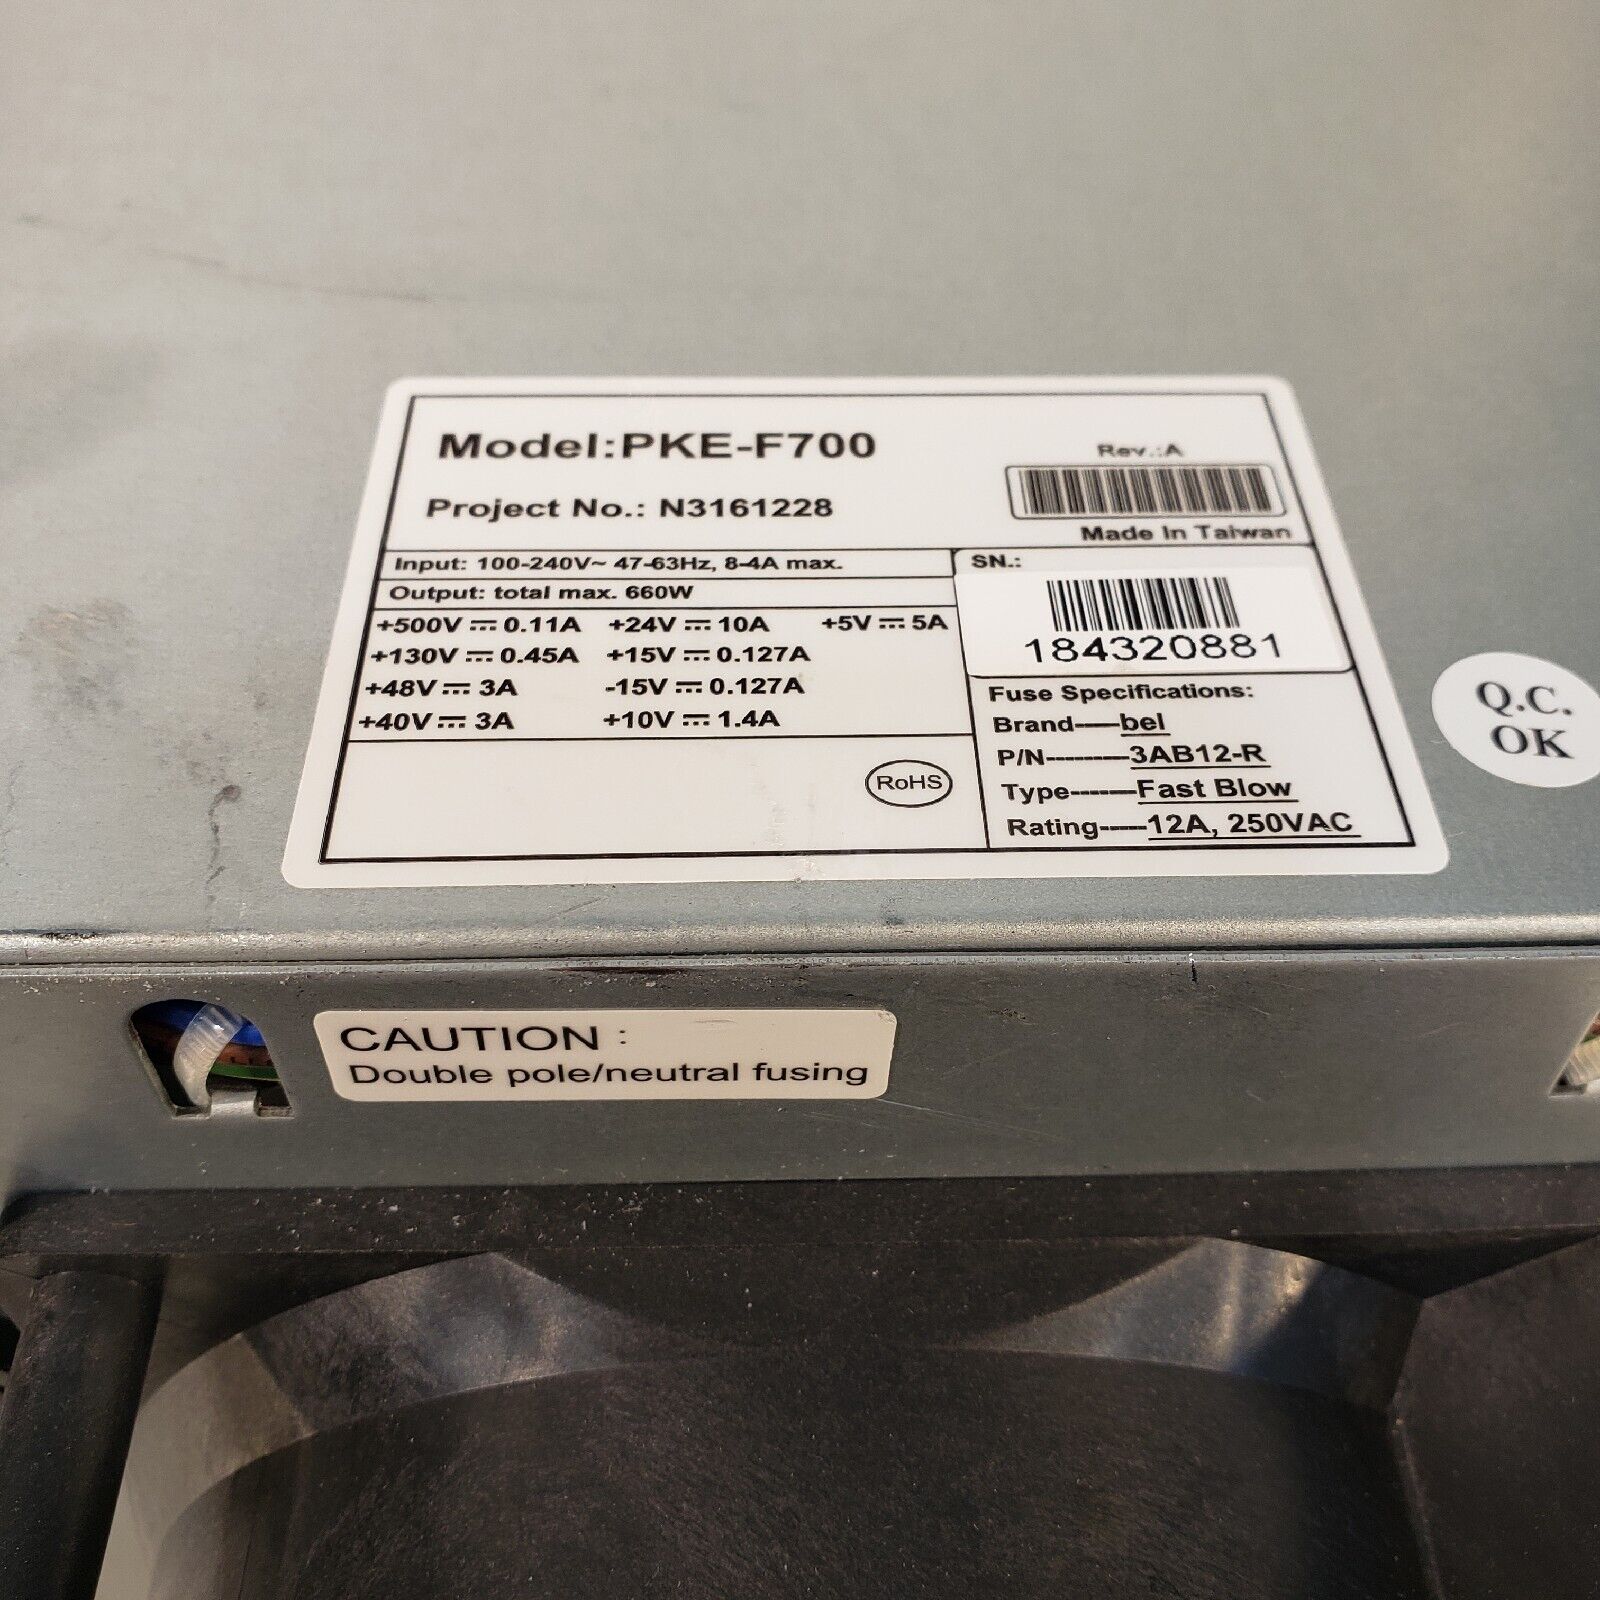 Model:PKE-F700
Rev.:A
Project No.: N3161228
Made In Taiwan
Input: 100-240V~ 47-63Hz, 8-4A max.
Output: total max. 660W
+500V ⎓ 0.11A +24V ⎓ 10A +5V ⎓ 5A
+130V ⎓ 0.45A +15V ⎓ 0.127A
+48V ⎓ 3A -15V ⎓ 0.127A
+40V ⎓ 3A +10V ⎓ 1.4A
RoHS
SN.:
184320881
Fuse Specifications:
Brand----bel
P/N--------3AB12-R
Type------Fast Blow
Rating----12A, 250VAC
Q.C.
OK
CAUTION :
Double pole/neutral fusing